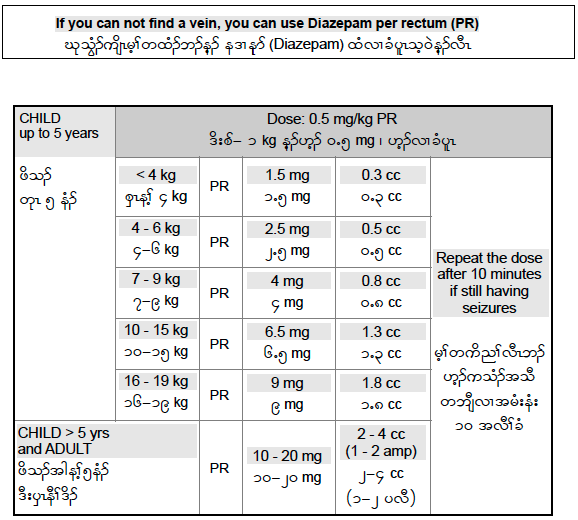 If you can not find a vein, you can use Diazepam per rectum (PR)
ဃုသွံၣ်ကျိၤမ့ၢ်တထံၣ်ဘၣ်န့ၣ် နဒၢနုာ် (Diazepam) ထံလၢခံပူၤသ့ဝဲန့ၣ်လီၤ
CHILD
up to 5 years
Dose: 0.5 mg/kg PR
ဒိးစ်– ၁ kg န့ၣ်ဟ့ၣ် ဝ.၅ mg ၊ ဟ့ၣ်လၢခံပူၤ
ဖိသၣ်
တုၤ ၅ နံၣ်
< 4 kg
စှၤန့ၢ် ၄ kg
PR
1.5 mg
၁.၅ mg
0.3 cc
ဝ.၃ cc
4 - 6 kg
၄–၆ kg
PR
2.5 mg
၂.၅ mg
0.5 cc
ဝ.၅ cc
7 - 9 kg
၇–၉ kg
PR
4 mg
၄ mg
0.8 cc
ဝ.၈ cc
10 - 15 kg
၁၀–၁၅ kg
PR
6.5 mg
၆.၅ mg
1.3 cc
၁.၃ cc
16 - 19 kg
၁၆–၁၉ kg
PR
9 mg
၉ mg
1.8 cc
၁.၈ cc
Repeat the dose
after 10 minutes
if still having
seizures
မ့ၢ်တကိညၢ်လီၤဘၣ်
ဟ့ၣ်ကသံၣ်အသီ
တဘျီလၢအမံးနံး
၁၀ အလီၢ်ခံ
CHILD > 5 yrs
and ADULT
ဖိသၣ်အါန့ၢ်၅နံၣ်
ဒီးပှၤနီၢ်ဒိၣ်
PR
10 - 20 mg
၁၀–၂၀ mg
2 - 4 cc
(1 - 2 amp)
၂–၄ cc
(၁–၂ ပလီ)